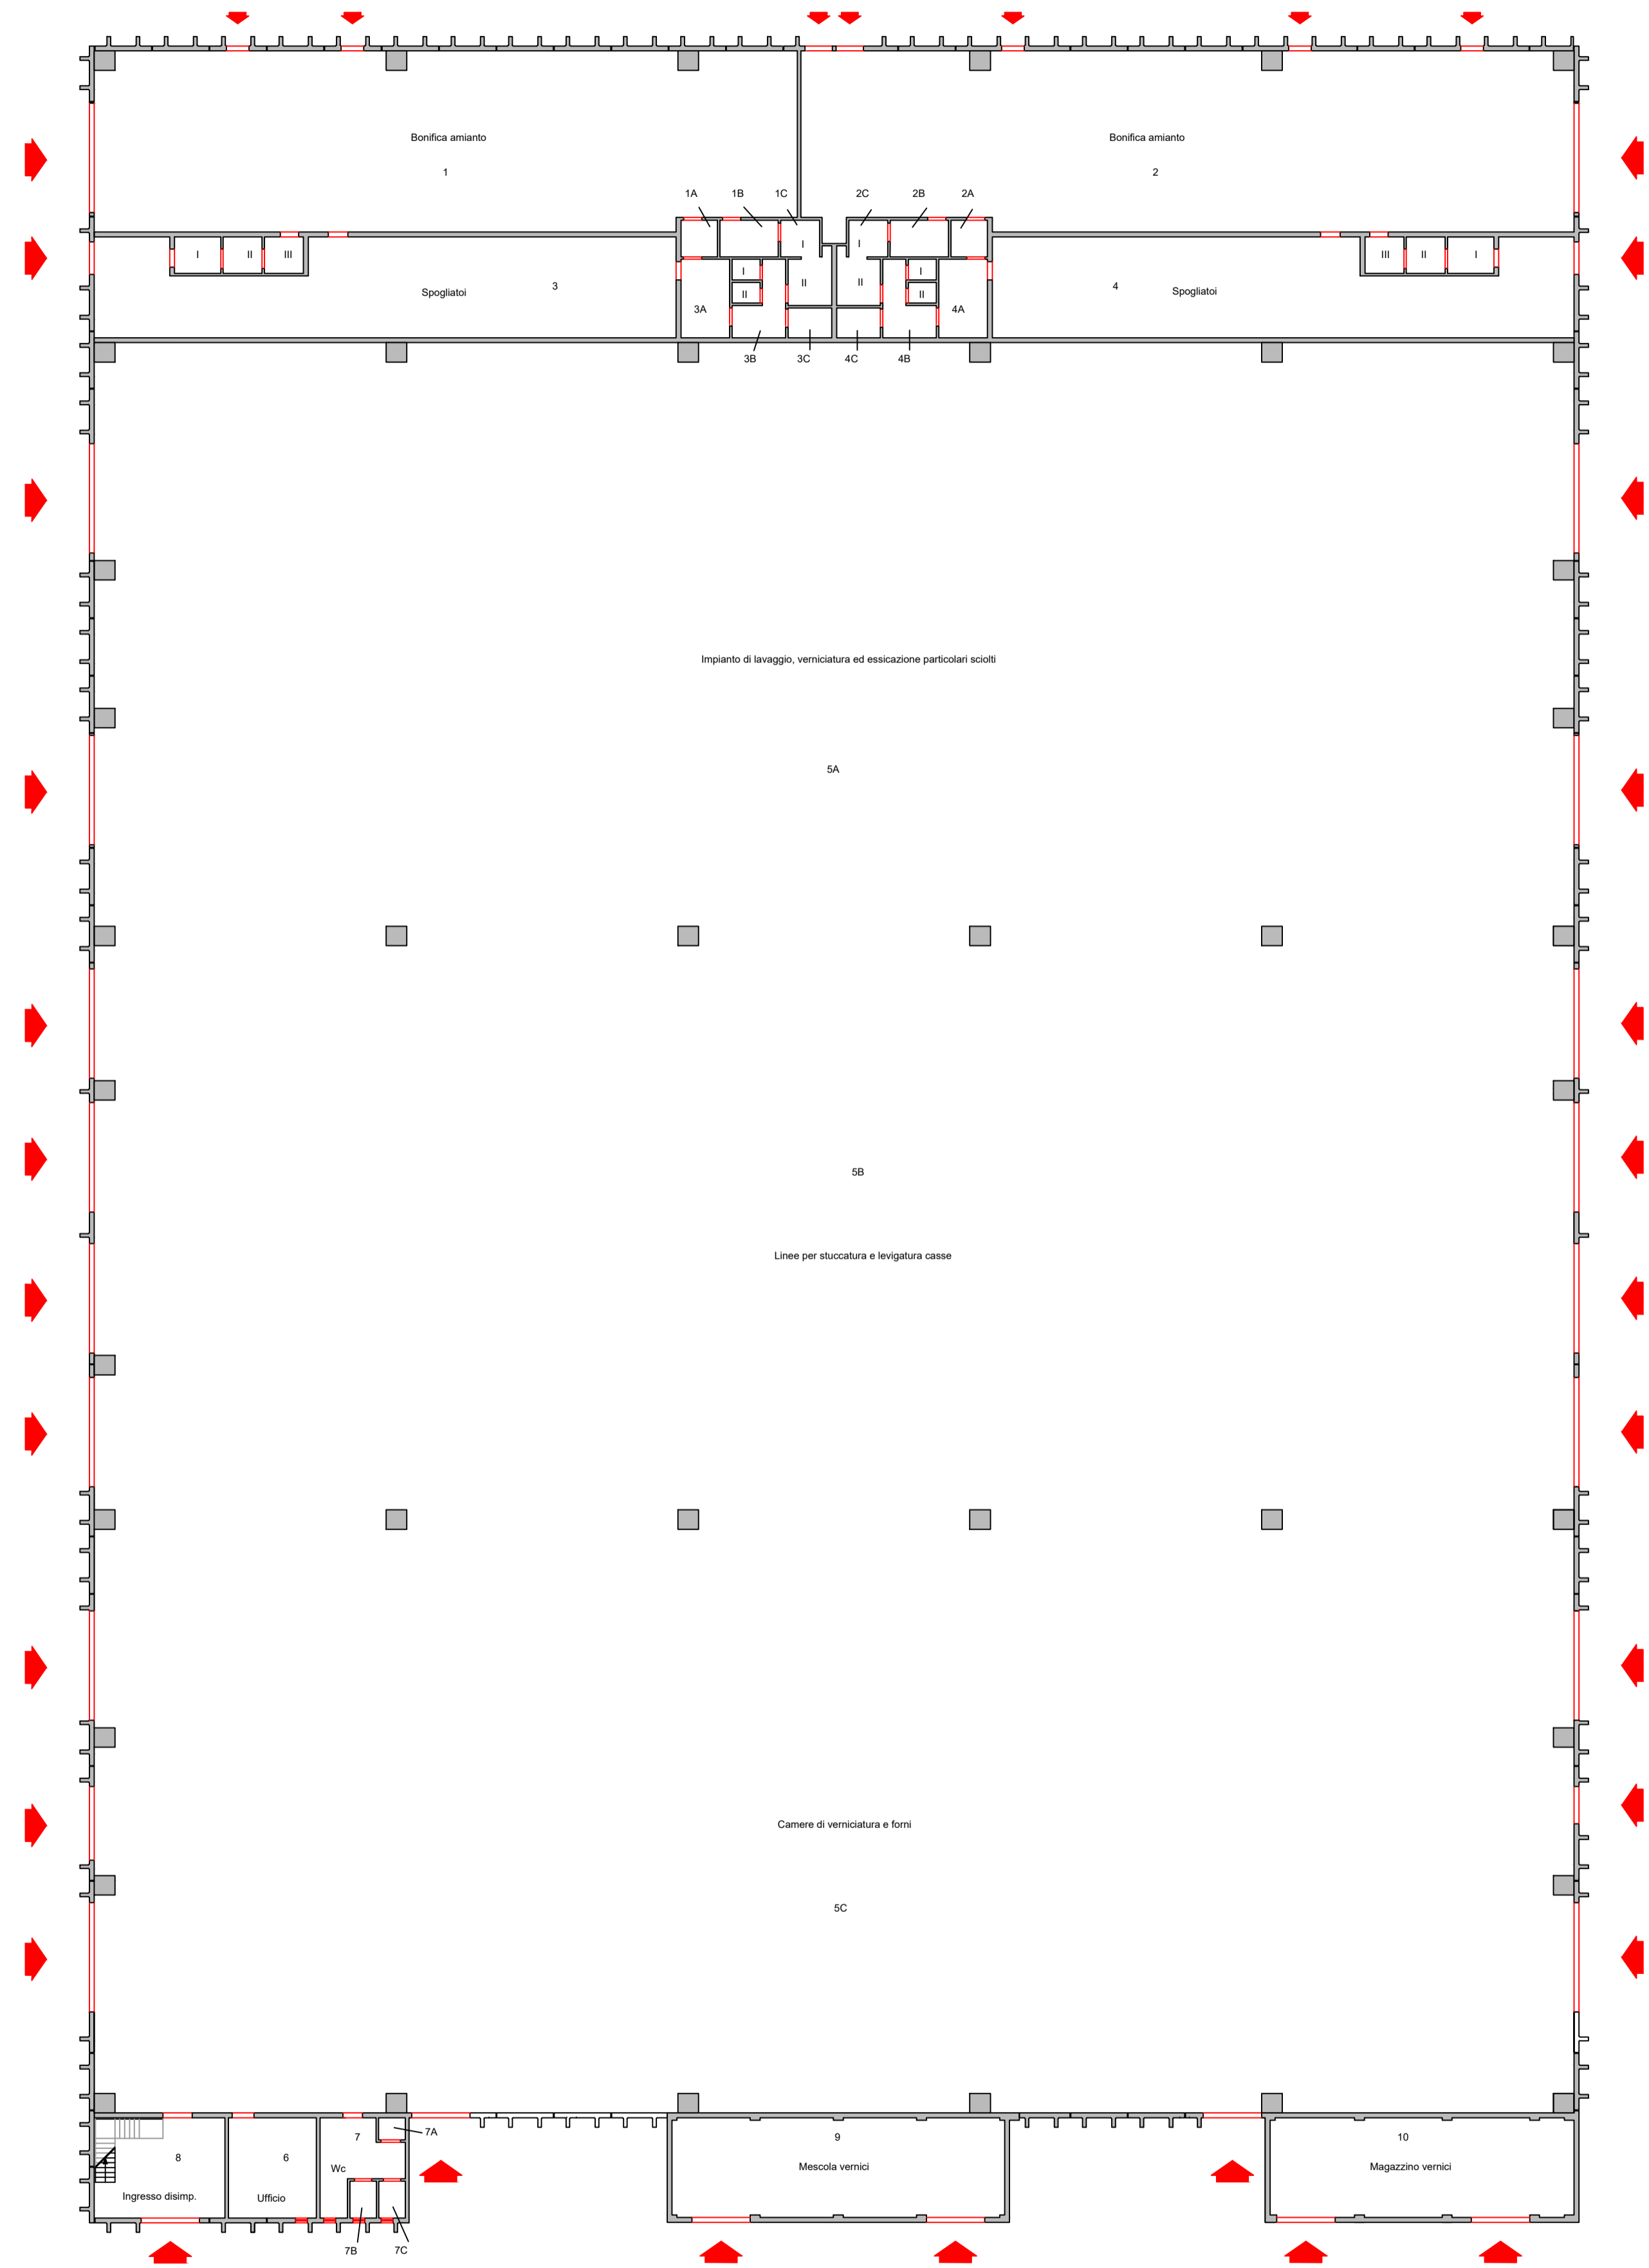 Bonifica amianto
Bonifica amianto
1
2
1A
1B
1C
2C
2B
2A
I
I
I
II
III
III
II
I
I
I
II
II
II
II
3
4
Spogliatoi
Spogliatoi
3A
4A
3B
3C
4C
4B
Impianto di lavaggio, verniciatura ed essicazione particolari sciolti
5A
5B
Linee per stuccatura e levigatura casse
Camere di verniciatura e forni
5C
7A
7
9
10
8
6
Wc
Mescola vernici
Magazzino vernici
Ingresso disimp.
Ufficio
7B
7C